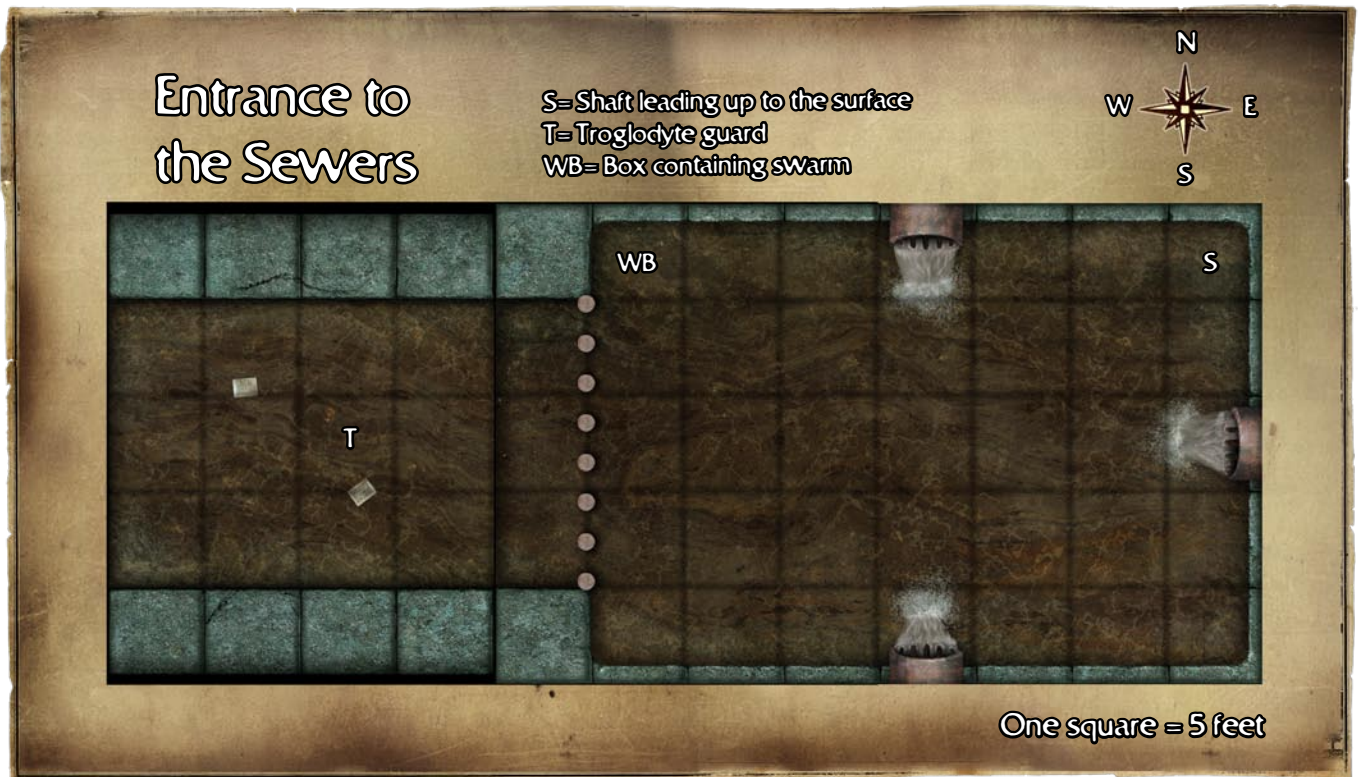 Entrance to
the Sewers
S= Shaft leading up to the surface
T= Troglodyte guard
WB= Box containing swarm
N
W E
S
WB
S
T
One square = 5 feet